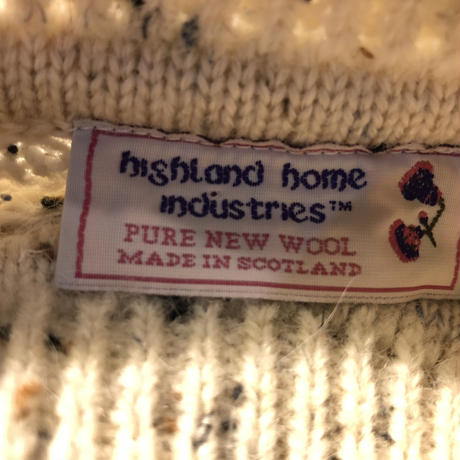 highland home
industries™
PURE NEW WOOL
MADE IN SCOTLAND